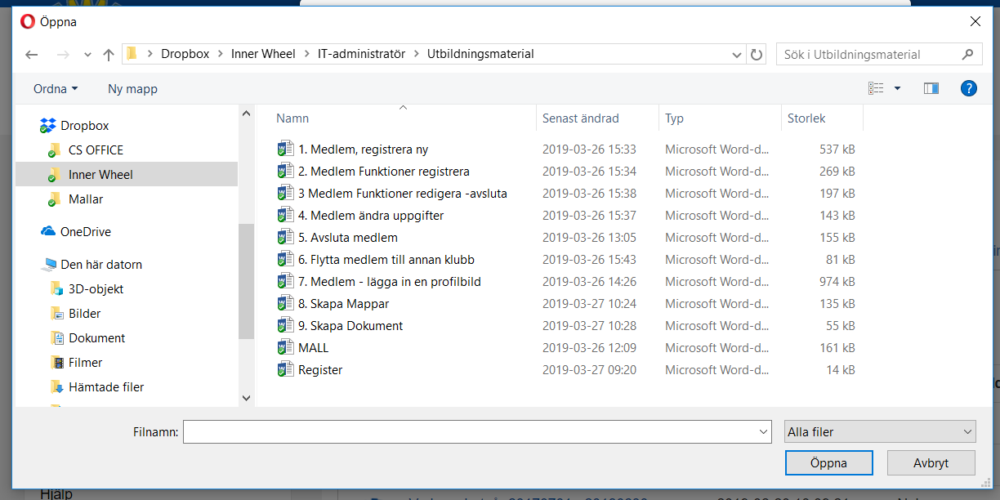 Öppna
Dropbox > Inner Wheel > IT-administratör > Utbildningsmaterial
Sök i Utbildningsmaterial
Ordna Ny mapp
Dropbox
CS OFFICE
Inner Wheel
Mallar
OneDrive
Den här datorn
3D-objekt
Bilder
Dokument
Filmer
Hämtade filer
Namn Senast ändrad Typ Storlek
1. Medlem, registrera ny 2019-03-26 15:33 Microsoft Word-d... 537 kB
2. Medlem Funktioner registrera 2019-03-26 15:34 Microsoft Word-d... 269 kB
3 Medlem Funktioner redigera -avsluta 2019-03-26 15:38 Microsoft Word-d... 197 kB
4. Medlem ändra uppgifter 2019-03-26 15:37 Microsoft Word-d... 143 kB
5. Avsluta medlem 2019-03-26 13:05 Microsoft Word-d... 155 kB
6. Flytta medlem till annan klubb 2019-03-26 15:43 Microsoft Word-d... 81 kB
7. Medlem - lägga in en profilbild 2019-03-26 14:26 Microsoft Word-d... 974 kB
8. Skapa Mappar 2019-03-27 10:24 Microsoft Word-d... 135 kB
9. Skapa Dokument 2019-03-27 10:28 Microsoft Word-d... 55 kB
MALL 2019-03-26 12:09 Microsoft Word-d... 161 kB
Register 2019-03-27 09:20 Microsoft Word-d... 14 kB
Filnamn: Alla filer
Öppna Avbryt
Hjälp